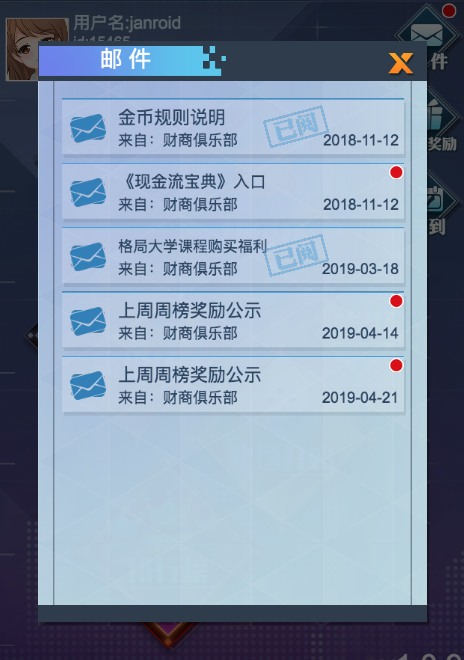 用户名:janroid
id:15465
邮件
件
金币规则说明
已阅
来自：财商俱乐部
2018-11-12
奖励
《现金流宝典》入口
来自：财商俱乐部
2018-11-12
到
格局大学课程购买福利
已阅
来自：财商俱乐部
2019-03-18
上周周榜奖励公示
来自：财商俱乐部
2019-04-14
上周周榜奖励公示
来自：财商俱乐部
2019-04-21